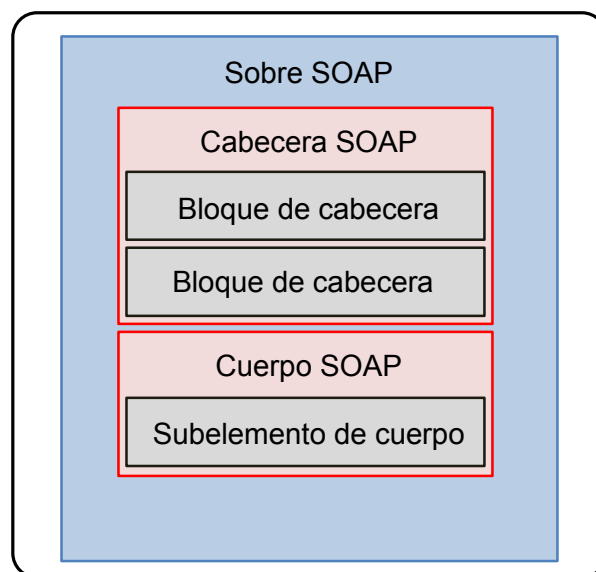 Sobre SOAP
Cabecera SOAP
Bloque de cabecera
Bloque de cabecera
Cuerpo SOAP
Subelemento de cuerpo